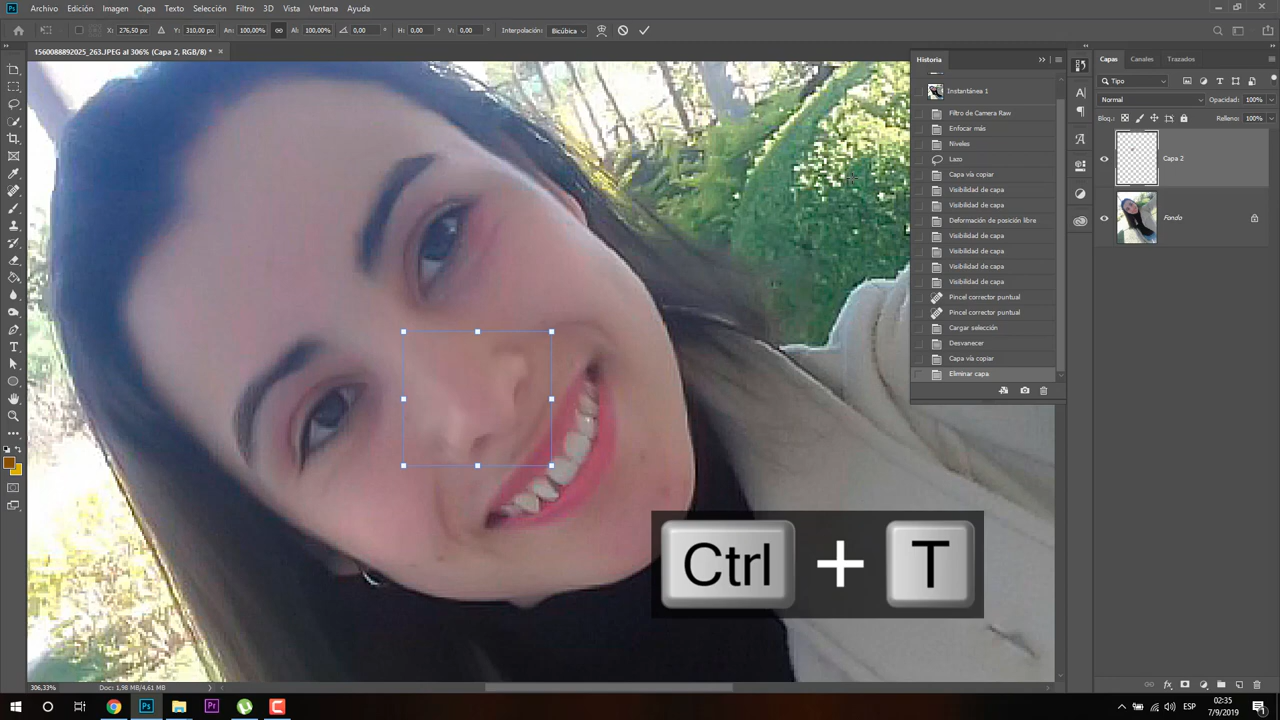 Ps Archivo Edición Imagen Capa Texto Selección Filtro 3D Vista Ventana Ayuda
X: 276,50 px Y: 310,00 px An: 100,00% Al: 100,00% 0,00 ° H: 0,00 ° V: 0,00 ° Interpolación: Bicúbica
1560088892025_263.JPEG al 306% (Capa 2, RGB/8) * ×
Historia
Instantánea 1
Filtro de Camera Raw
Enfocar más
Niveles
Lazo
Capa vía copiar
Visibilidad de capa
Visibilidad de capa
Deformación de posición libre
Visibilidad de capa
Visibilidad de capa
Visibilidad de capa
Visibilidad de capa
Pincel corrector puntual
Pincel corrector puntual
Cargar selección
Desvanecer
Capa vía copiar
Eliminar capa
Capas Canales Trazados
Tipo
Normal Opacidad: 100%
Bloq.: Relleno: 100%
Capa 2
Fondo
Ctrl + T
306,33% Doc: 1,98 MB/4,61 MB
Ps Pr ESP 02:35
7/9/2019